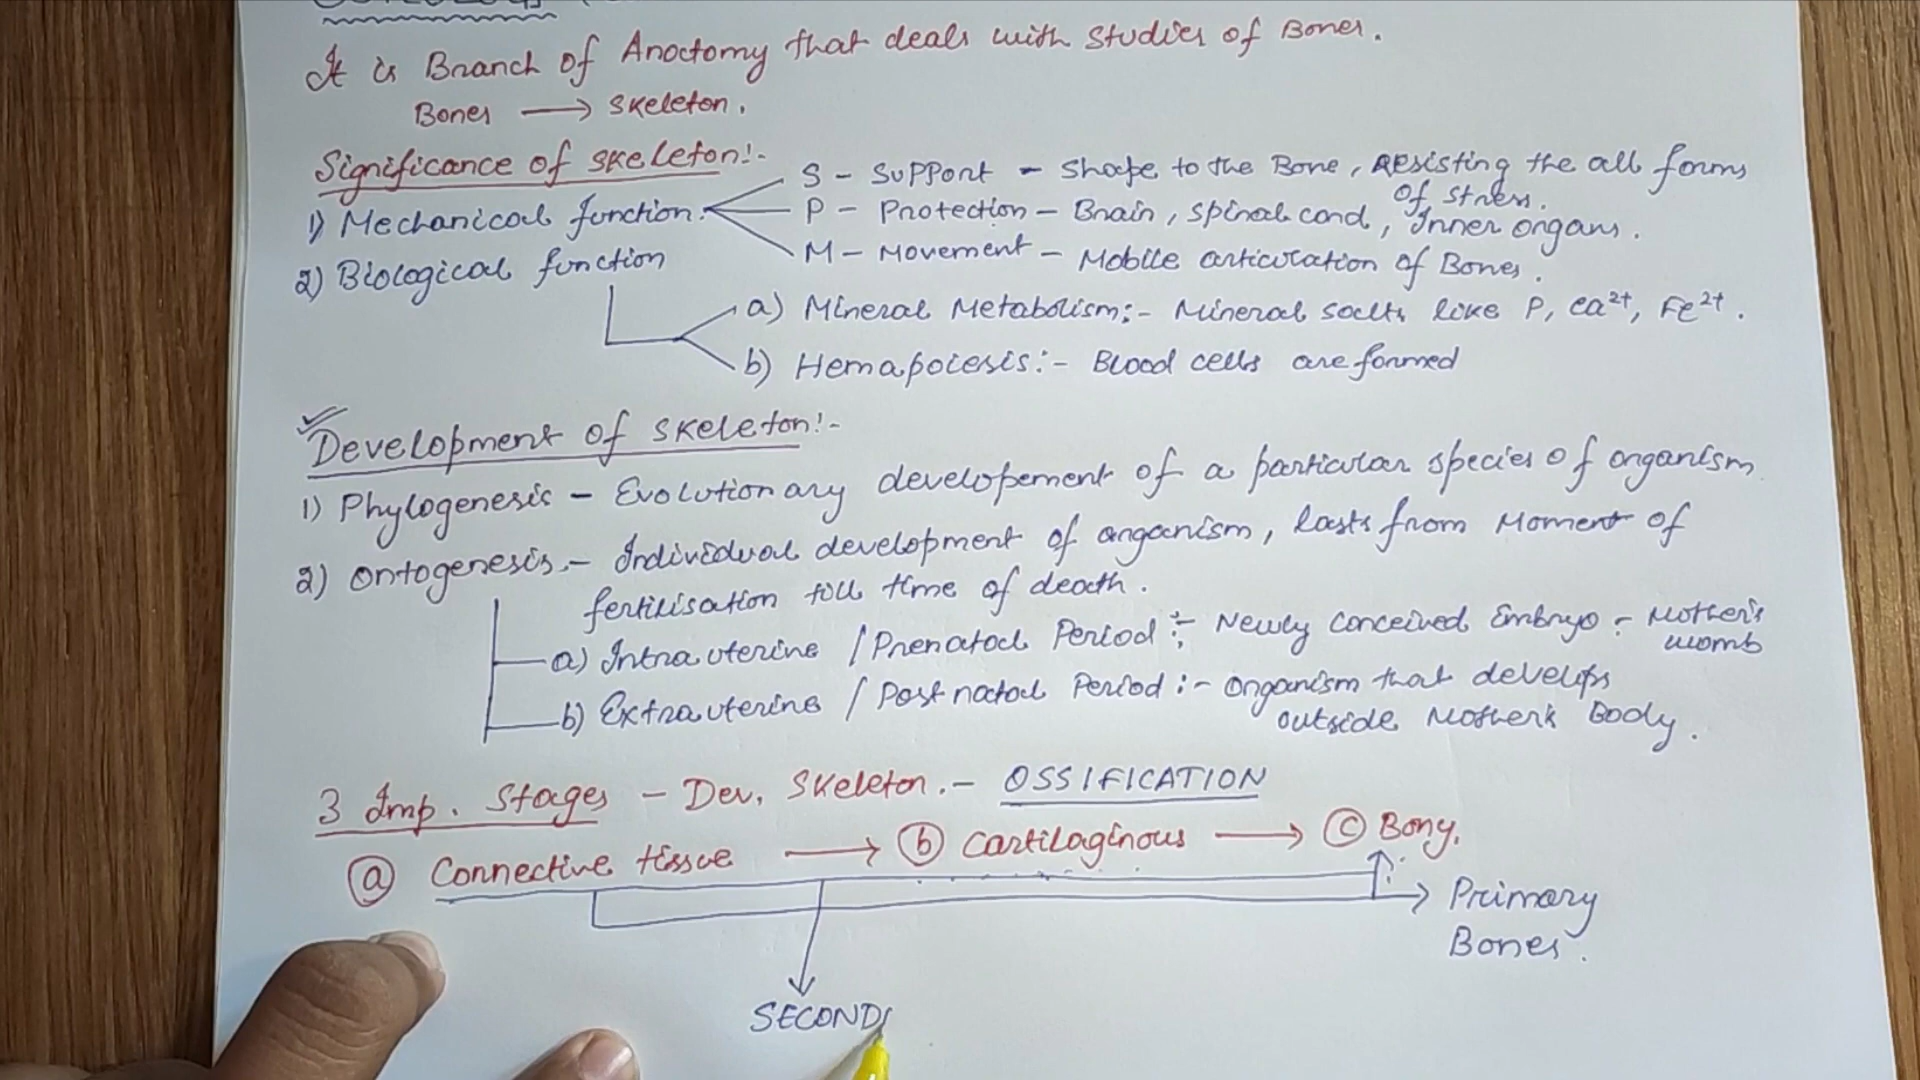 It is Branch of Anatomy that deals with studies of Bones.
Bones → Skeleton.
Significance of skeleton:-
1) Mechanical function.
S - Support - Shape to the Bone, Resisting the all forms of stress.
P - Protection - Brain, spinal cord, Inner organs.
M - Movement - Mobile articulation of Bones.
2) Biological function
a) Mineral Metabolism:- Mineral salts like P, Ca²⁺, Fe²⁺.
b) Hemapoiesis:- Blood cells are formed
Development of skeleton:-
1) Phylogenesis - Evolutionary developement of a particular species of organism
2) Ontogenesis - Individual development of organism, lasts from Moment of
fertilisation till time of death.
a) Intrauterine / Prenatal Period :- Newly conceived Embryo - Mother's
womb
b) Extrauterine / Post natal Period :- Organism that develops
outside Mother's Body.
3 Imp. Stages - Dev. Skeleton. - OSSIFICATION
(a) Connective tissue → (b) Cartilaginous → (c) Bony.
Primary
Bones.
SECOND